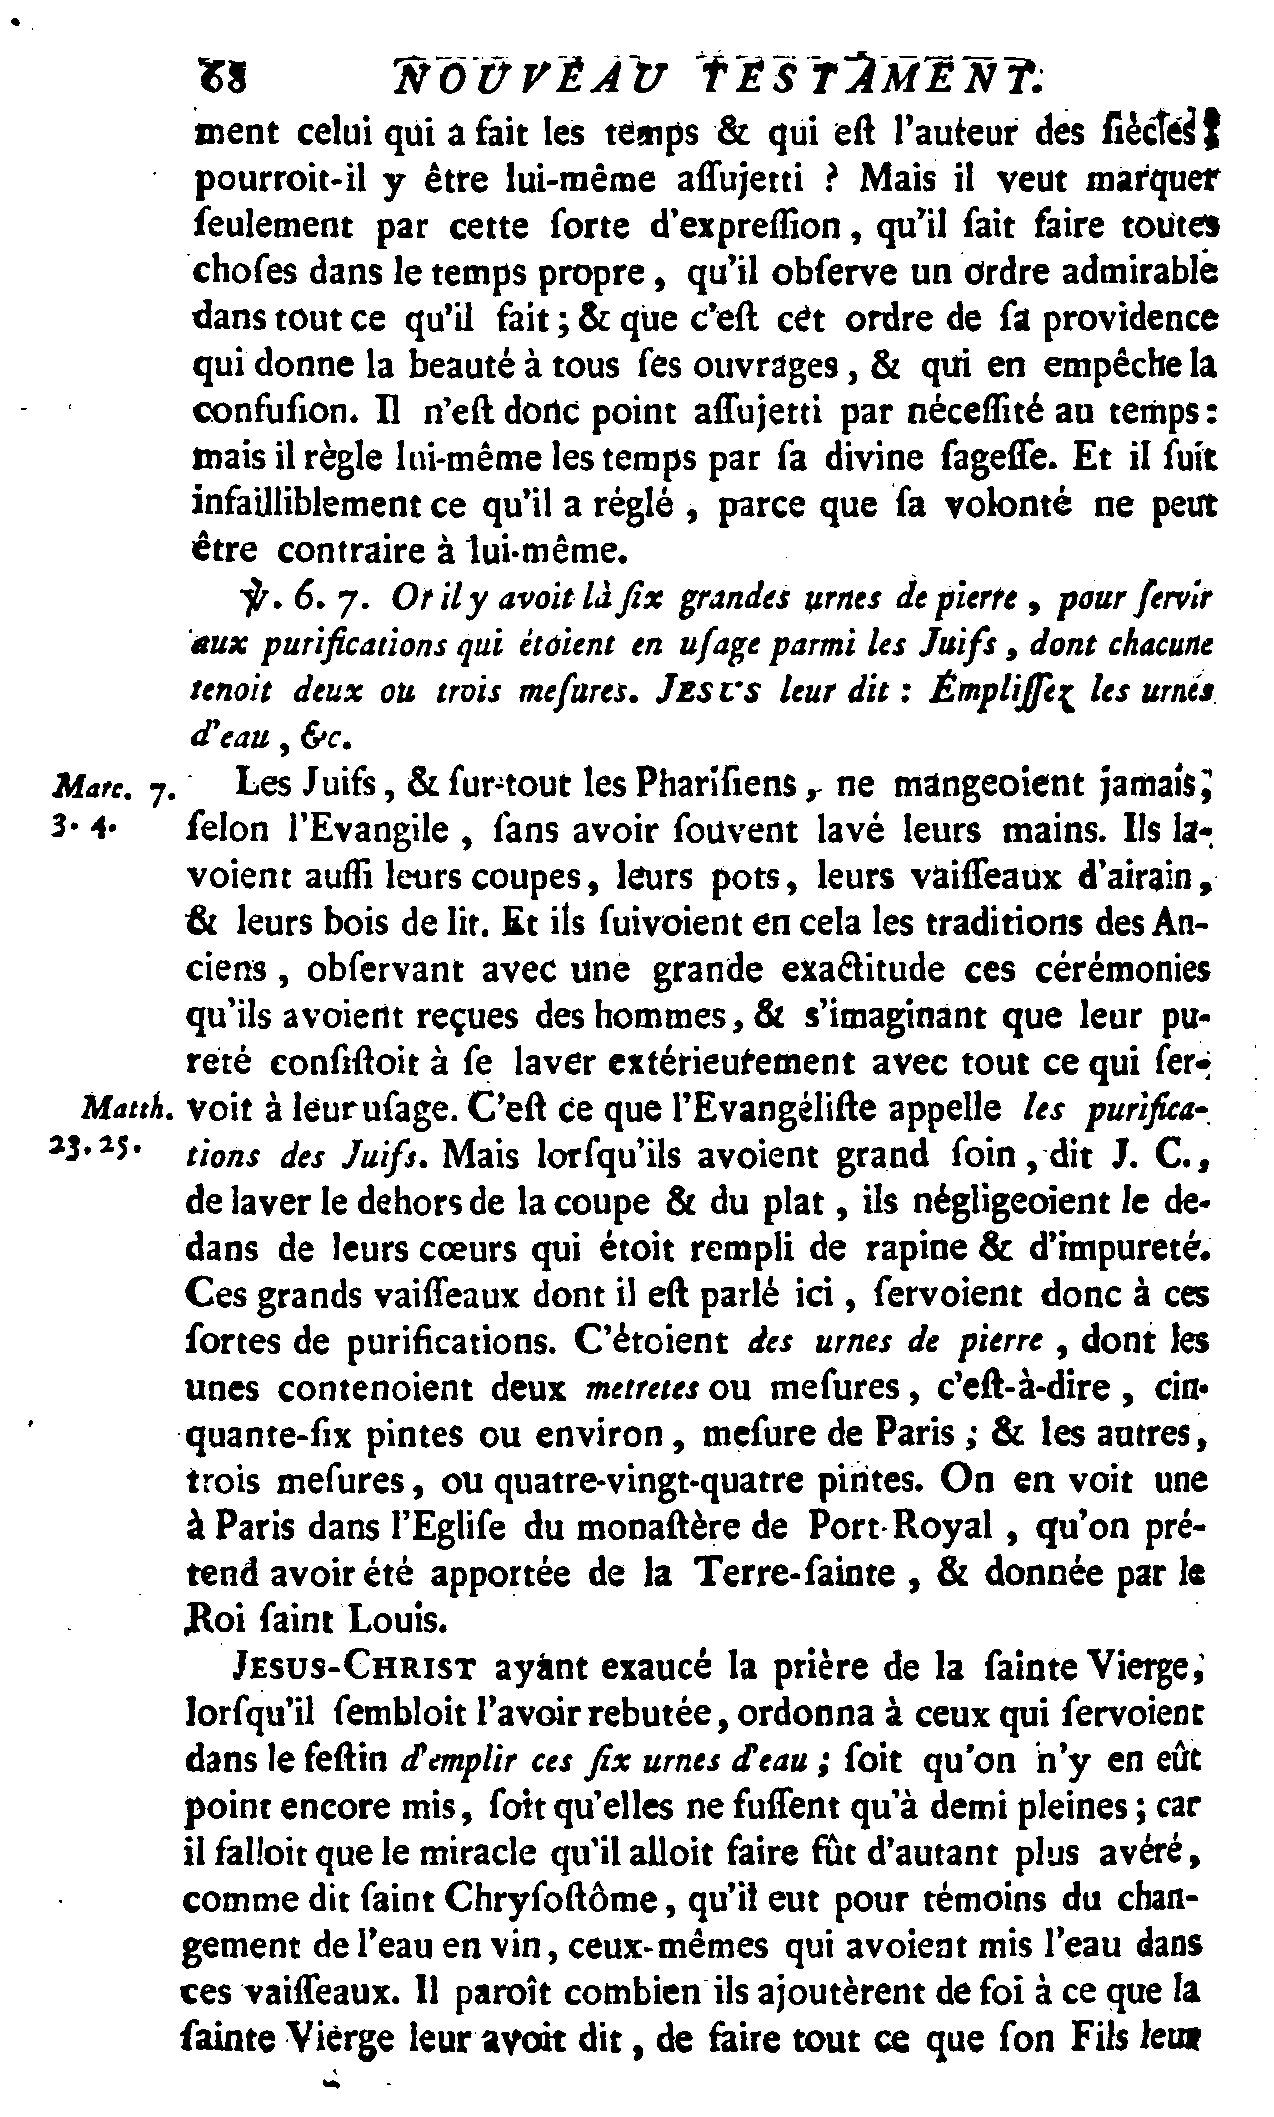 68 NOUVEAU TESTAMENT.
ment celui qui a fait les temps & qui eſt l'auteur des ſiècles,
pourroit-il y être lui-même aſſujetti ? Mais il veut marquer
ſeulement par cette ſorte d'expreſſion, qu'il ſait faire toutes
choſes dans le temps propre, qu'il obſerve un ordre admirable
dans tout ce qu'il fait ; & que c'eſt cet ordre de ſa providence
qui donne la beauté à tous ſes ouvrages, & qui en empêche la
confuſion. Il n'eſt donc point aſſujetti par néceſſité au temps :
mais il règle lui-même les temps par ſa divine ſageſſe. Et il ſuit
infailliblement ce qu'il a réglé, parce que ſa volonté ne peut
être contraire à lui-même.
℣. 6. 7. Or il y avoit là ſix grandes urnes de pierre, pour ſervir
aux purifications qui étoient en uſage parmi les Juifs, dont chacune
tenoit deux ou trois meſures. JESUS leur dit : Empliſſez les urnes
d'eau, &c.
Marc. 7. Les Juifs, & ſur-tout les Phariſiens, ne mangeoient jamais,
3. 4. ſelon l'Evangile, ſans avoir ſouvent lavé leurs mains. Ils la-
voient auſſi leurs coupes, leurs pots, leurs vaiſſeaux d'airain,
& leurs bois de lit. Et ils ſuivoient en cela les traditions des An-
ciens, obſervant avec une grande exactitude ces cérémonies
qu'ils avoient reçues des hommes, & s'imaginant que leur pu-
reté conſiſtoit à ſe laver extérieurement avec tout ce qui ſer-
Matth. voit à leur uſage. C'eſt ce que l'Evangéliſte appelle les purifica-
23. 25. tions des Juifs. Mais lorſqu'ils avoient grand ſoin, dit J. C.,
de laver le dehors de la coupe & du plat, ils négligeoient le de-
dans de leurs cœurs qui étoit rempli de rapine & d'impureté.
Ces grands vaiſſeaux dont il eſt parlé ici, ſervoient donc à ces
ſortes de purifications. C'étoient des urnes de pierre, dont les
unes contenoient deux metretes ou meſures, c'eſt-à-dire, cin-
quante-ſix pintes ou environ, meſure de Paris ; & les autres,
trois meſures, ou quatre-vingt-quatre pintes. On en voit une
à Paris dans l'Egliſe du monaſtère de Port-Royal, qu'on pré-
tend avoir été apportée de la Terre-ſainte, & donnée par le
Roi ſaint Louis.
JESUS-CHRIST ayant exaucé la prière de la ſainte Vierge,
lorſqu'il ſembloit l'avoir rebutée, ordonna à ceux qui ſervoient
dans le feſtin d'emplir ces ſix urnes d'eau ; ſoit qu'on n'y en eût
point encore mis, ſoit qu'elles ne fuſſent qu'à demi pleines ; car
il falloit que le miracle qu'il alloit faire fût d'autant plus avéré,
comme dit ſaint Chryſoſtôme, qu'il eut pour témoins du chan-
gement de l'eau en vin, ceux-mêmes qui avoient mis l'eau dans
ces vaiſſeaux. Il paroît combien ils ajoutèrent de foi à ce que la
ſainte Vierge leur avoit dit, de faire tout ce que ſon Fils leur